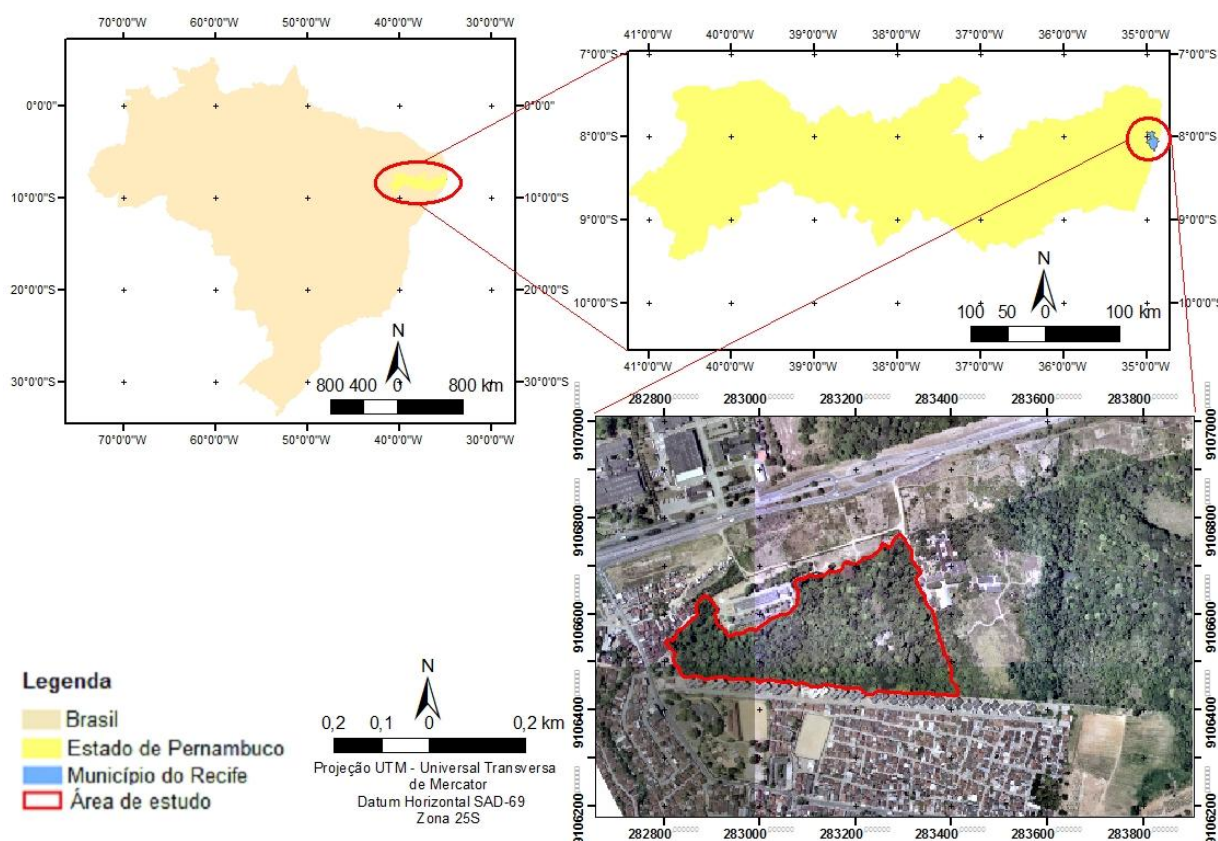 70°0'0"W 60°0'0"W 50°0'0"W 40°0'0"W 30°0'0"W
0°0'0" 0°0'0"
10°0'0"S 10°0'0"S
20°0'0"S 20°0'0"S
30°0'0"S 30°0'0"S
N
800 400 0 800 km
70°0'0"W 60°0'0"W 50°0'0"W 40°0'0"W 30°0'0"W
41°0'0"W 40°0'0"W 39°0'0"W 38°0'0"W 37°0'0"W 36°0'0"W 35°0'0"W
7°0'0"S 7°0'0"S
8°0'0"S 8°0'0"S
9°0'0"S 9°0'0"S
10°0'0"S 10°0'0"S
N
100 50 0 100 km
41°0'0"W 40°0'0"W 39°0'0"W 38°0'0"W 37°0'0"W 36°0'0"W 35°0'0"W
282800 283000 283200 283400 283600 283800
9107000 9107000
9106800 9106800
9106600 9106600
9106400 9106400
9106200 9106200
282800 283000 283200 283400 283600 283800
Legenda
Brasil
Estado de Pernambuco
Município do Recife
Área de estudo
N
0,2 0,1 0 0,2 km
Projeção UTM - Universal Transversa
de Mercator
Datum Horizontal SAD-69
Zona 25S